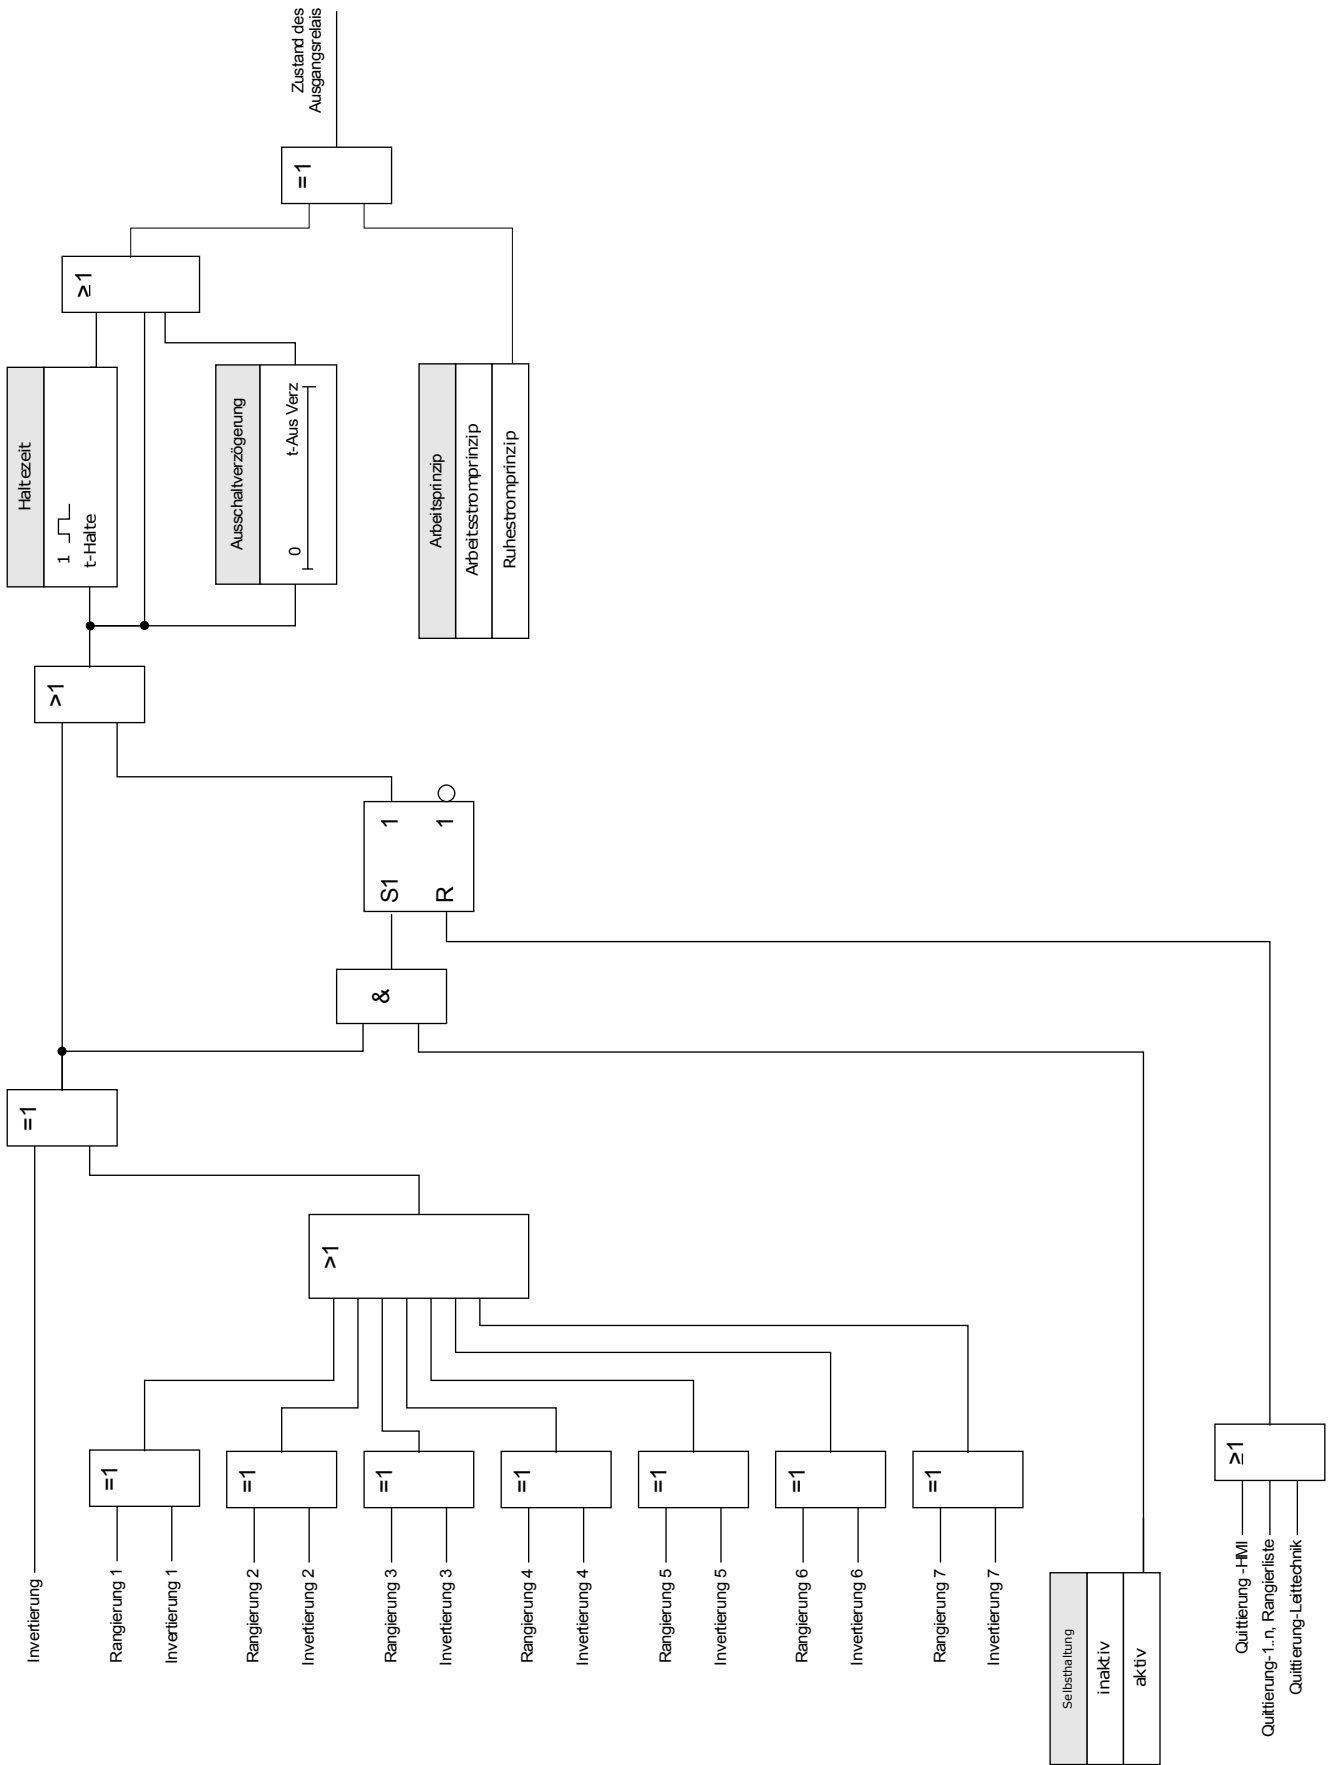 Invertierung
Rangierung 1
Invertierung 1
Rangierung 2
Invertierung 2
Rangierung 3
Invertierung 3
Rangierung 4
Invertierung 4
Rangierung 5
Invertierung 5
Rangierung 6
Invertierung 6
Rangierung 7
Invertierung 7
Selbsthaltung
inaktiv
aktiv
Quittierung -HMI
Quittierung-1..n, Rangierliste
Quittierung-Leittechnik
=1
=1
=1
=1
=1
=1
=1
≥1
>1
=1
&
S1 1
R 1
>1
Haltezeit
1
t-Halte
Ausschaltverzögerung
0 t-Aus Verz
Arbeitsprinzip
Arbeitsstromprinzip
Ruhestromprinzip
≥1
=1
Zustand des
Ausgangsrelais